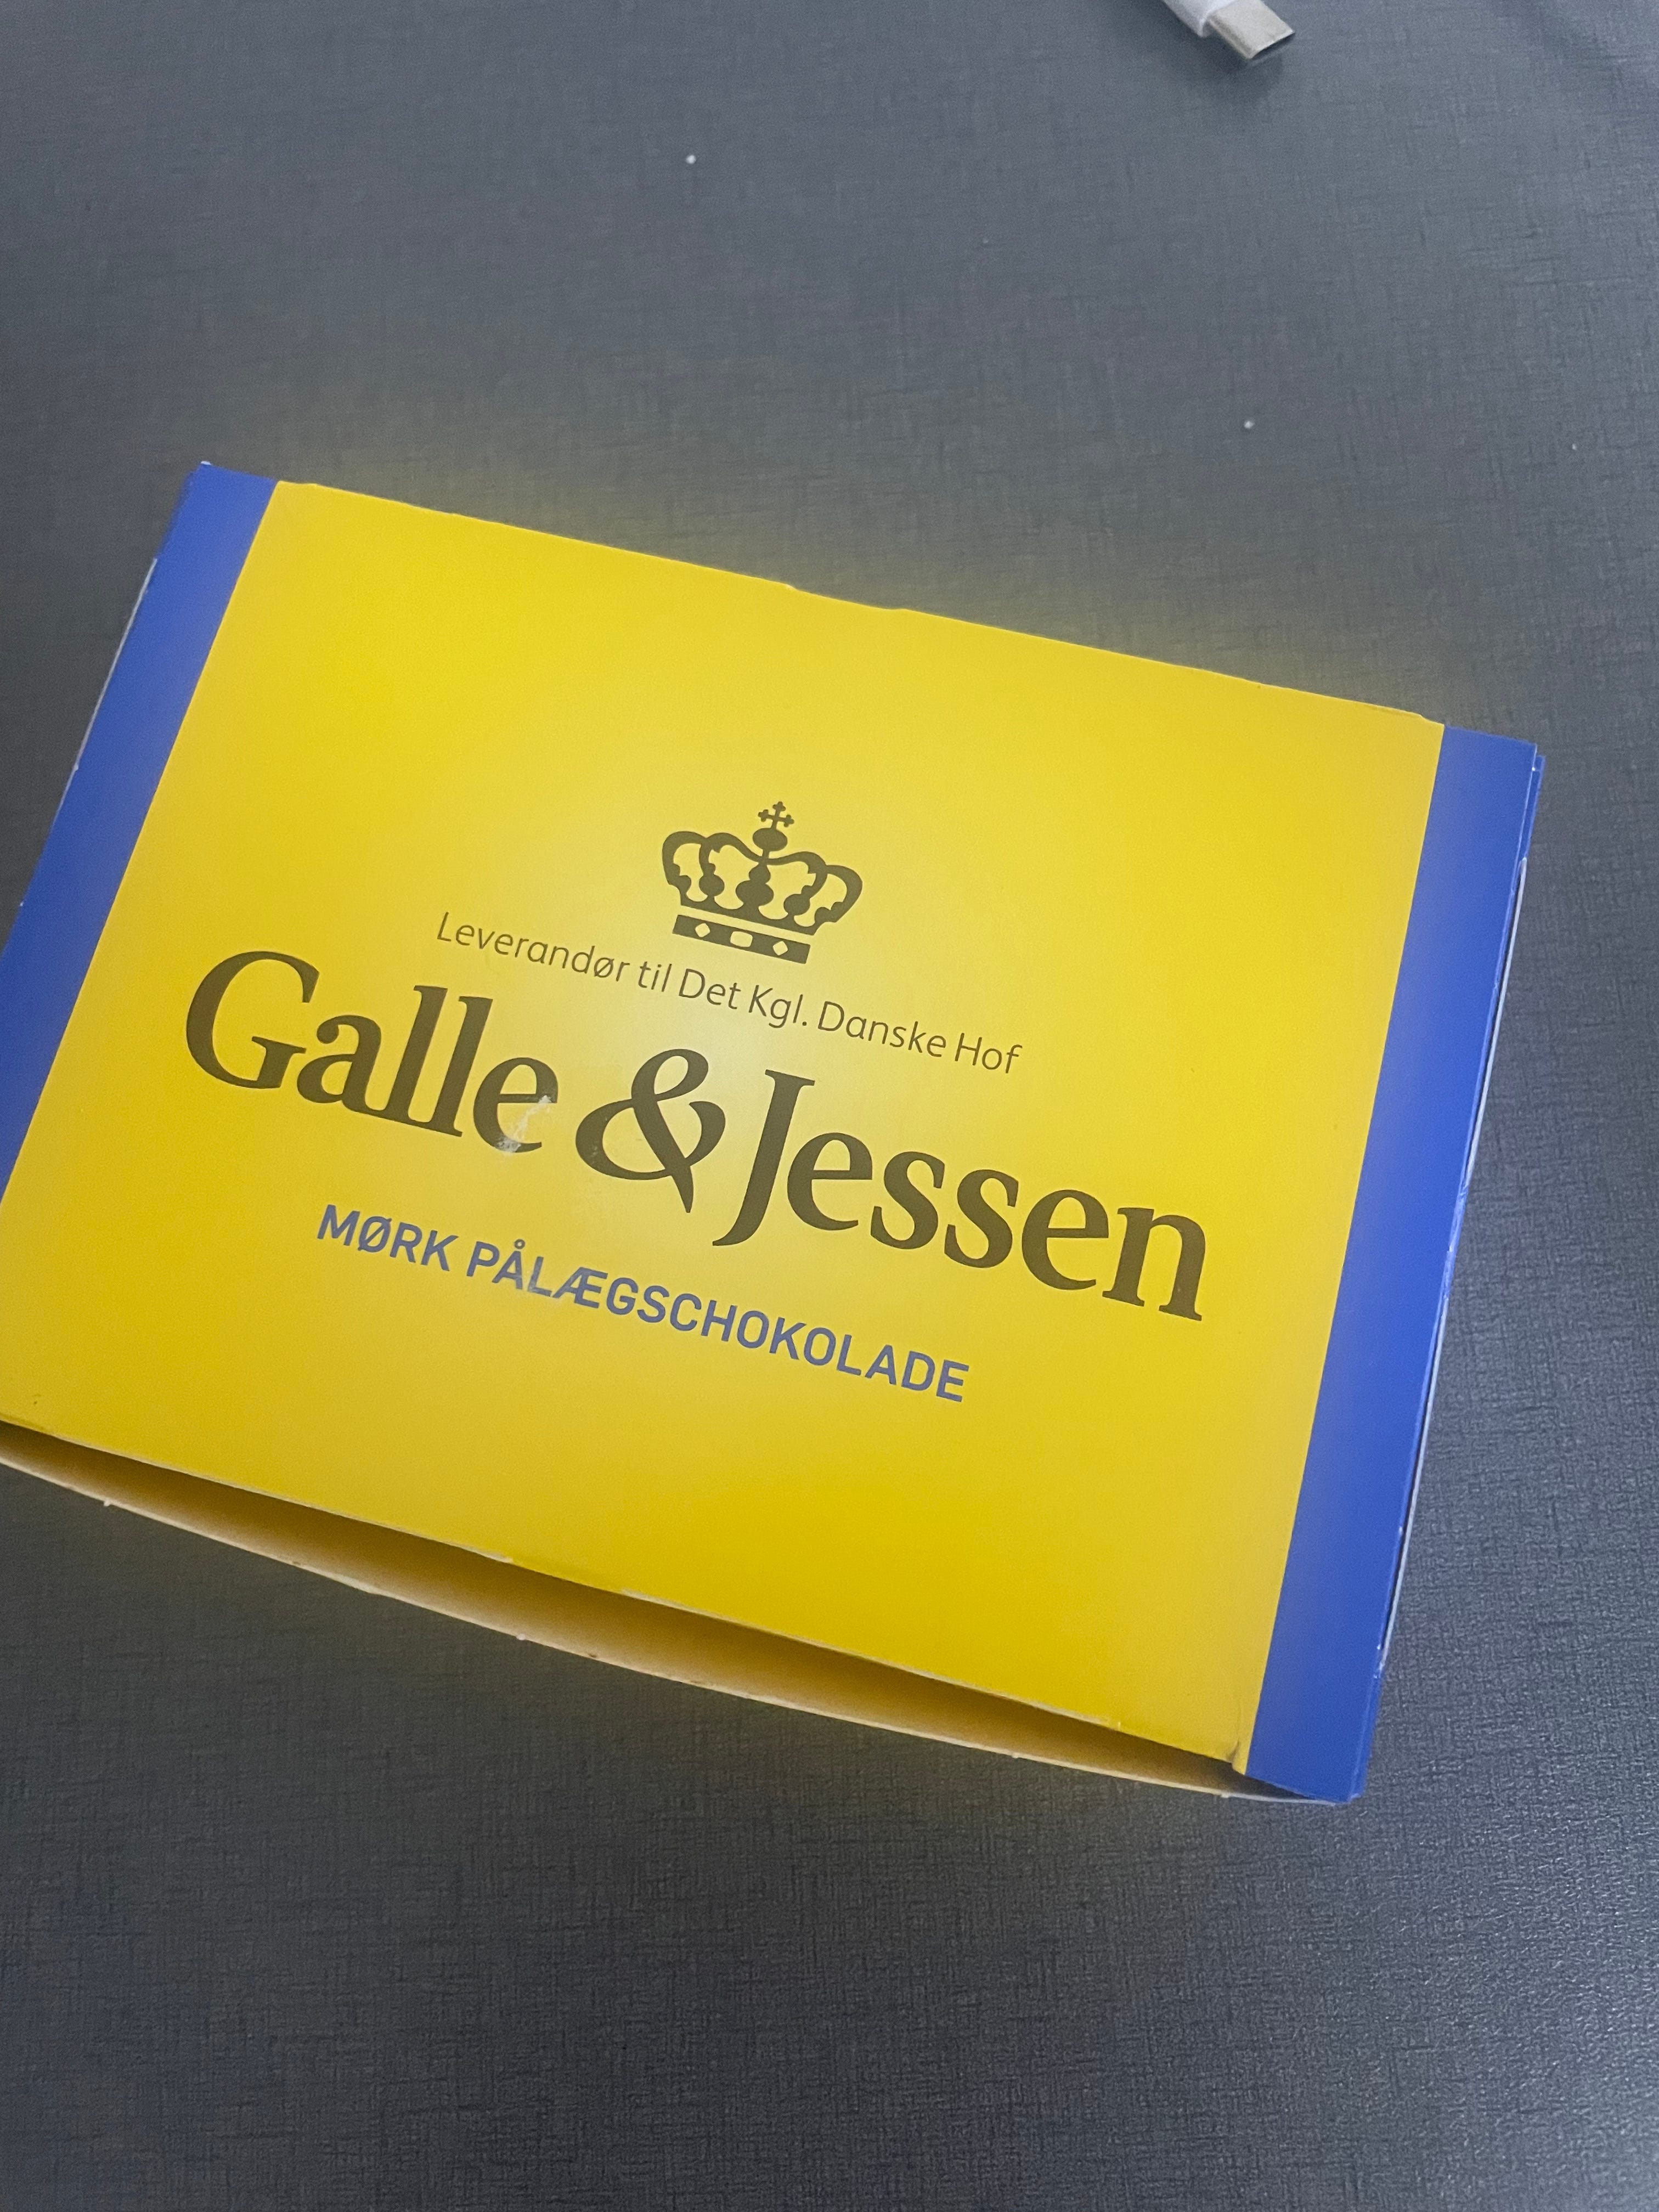 Leverandør til Det Kgl. Danske Hof
Galle & Jessen
MØRK PÅLÆGSCHOKOLADE